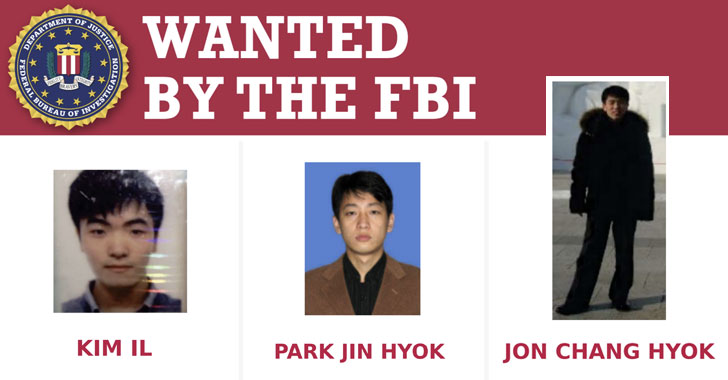 WANTED
BY THE FBI
DEPARTMENT OF JUSTICE
FEDERAL BUREAU OF INVESTIGATION
KIM IL
PARK JIN HYOK
JON CHANG HYOK